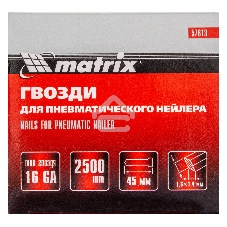 57613
matrix
ГВОЗДИ
ДЛЯ ПНЕВМАТИЧЕСКОГО НЕЙЛЕРА
NAILS FOR PNEUMATIC NAILER
16 GA
2500
45 мм